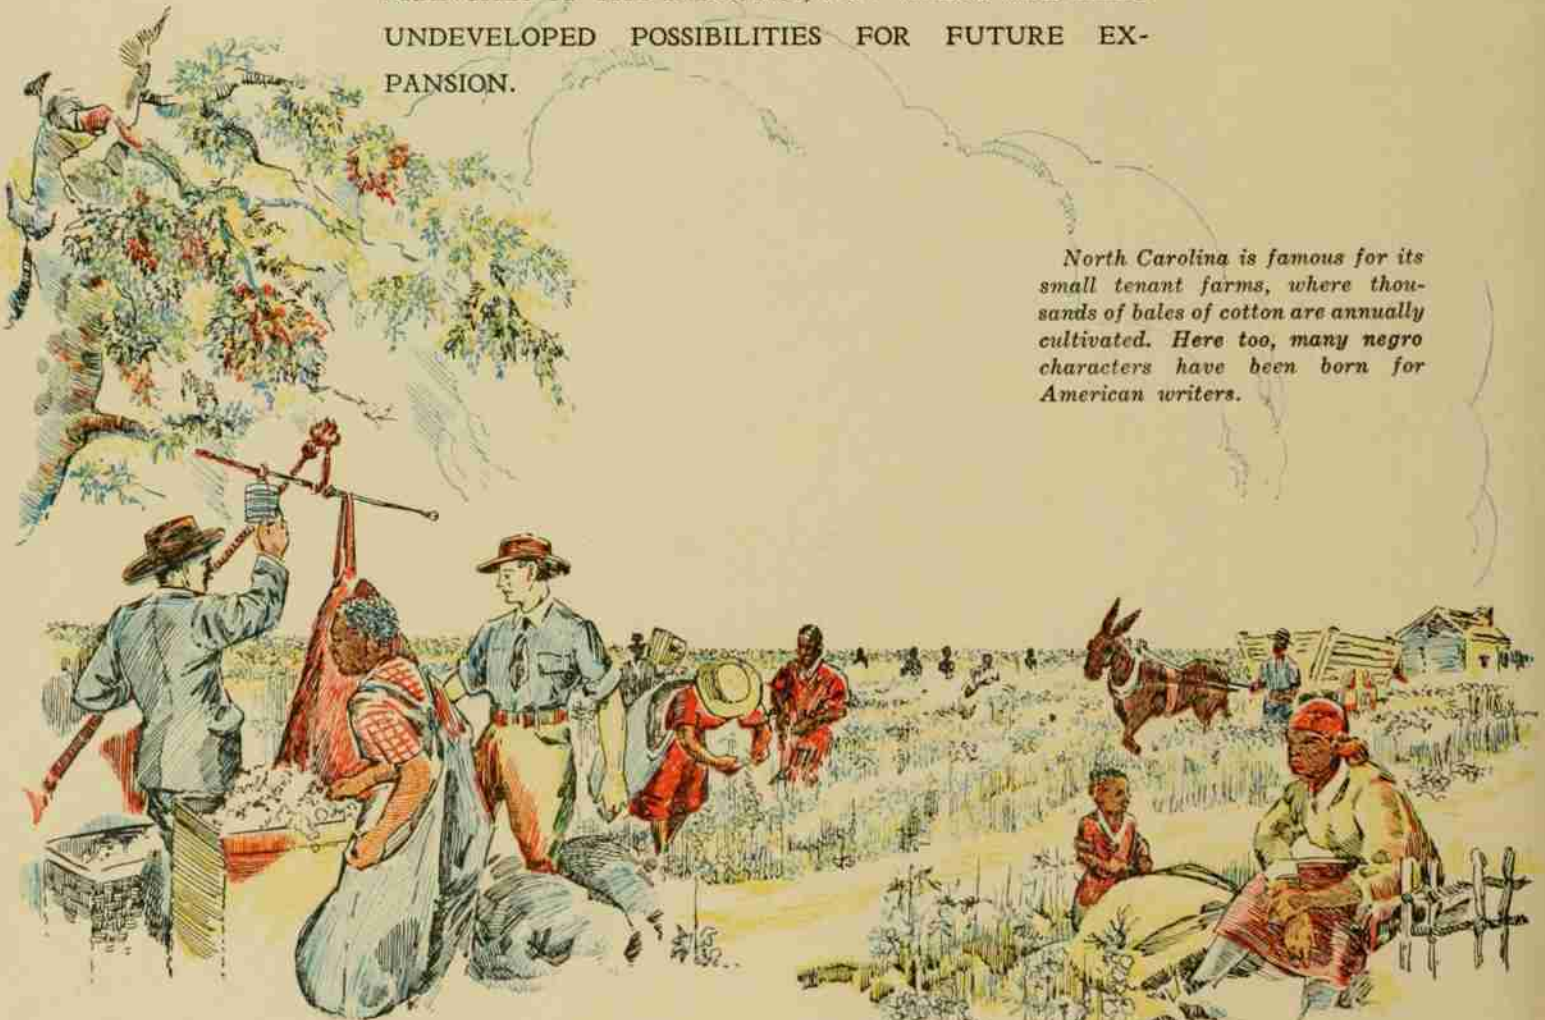 UNDEVELOPED POSSIBILITIES FOR FUTURE EX-
PANSION.
North Carolina is famous for its
small tenant farms, where thou-
sands of bales of cotton are annually
cultivated. Here too, many negro
characters have been born for
American writers.